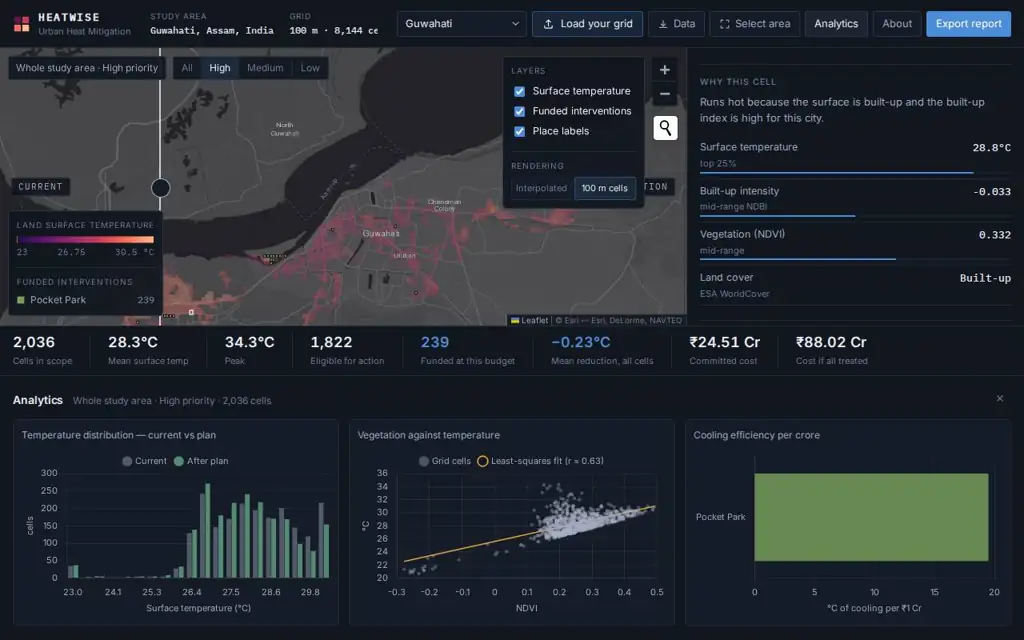 HEATWISE
Urban Heat Mitigation
STUDY AREA
Guwahati, Assam, India
GRID
100 m · 8,144 ce
Guwahati
Load your grid
Data
Select area
Analytics
About
Export report
Whole study area · High priority
All
High
Medium
Low
North
Guwahati
CURRENT
LAND SURFACE TEMPERATURE
23
26.75
30.5 °C
FUNDED INTERVENTIONS
Pocket Park
239
Chandman
Colony
Guwahati
LAYERS
Surface temperature
Funded interventions
Place labels
RENDERING
Interpolated
100 m cells
TION
+
−
Leaflet | © Esri — Esri, DeLorme, NAVTEQ
WHY THIS CELL
Runs hot because the surface is built-up and the built-up
index is high for this city.
Surface temperature
28.8°C
top 25%
Built-up intensity
-0.033
mid-range NDBI
Vegetation (NDVI)
0.332
mid-range
Land cover
Built-up
ESA WorldCover
2,036
Cells in scope
28.3°C
Mean surface temp
34.3°C
Peak
1,822
Eligible for action
239
Funded at this budget
−0.23°C
Mean reduction, all cells
₹24.51 Cr
Committed cost
₹88.02 Cr
Cost if all treated
Analytics
Whole study area · High priority · 2,036 cells
×
Temperature distribution — current vs plan
Current
After plan
300
250
200
150
100
50
0
cells
23.0
24.1
25.3
26.4
27.5
28.6
29.8
Surface temperature (°C)
Vegetation against temperature
Grid cells
Least-squares fit (r = 0.63)
36
34
32
30
28
26
24
22
20
°C
-0.3
-0.2
-0.1
0
0.1
0.2
0.3
0.4
0.5
NDVI
Cooling efficiency per crore
Pocket Park
0
5
10
15
20
°C of cooling per ₹1 Cr